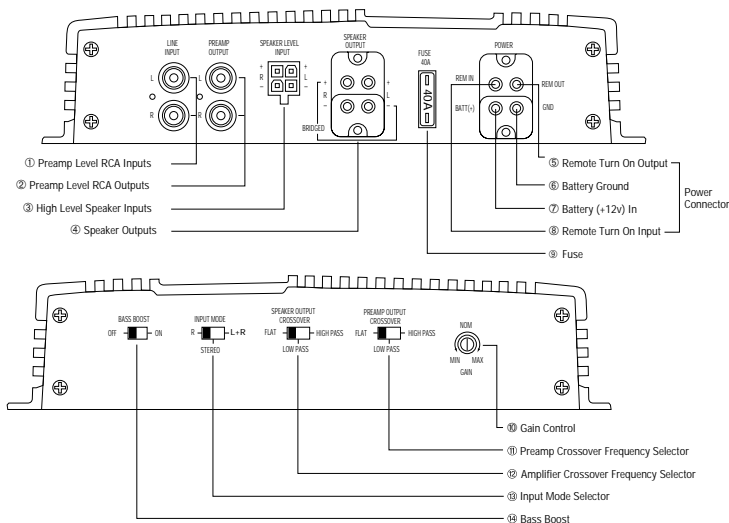 LINE
INPUT
PREAMP
OUTPUT
SPEAKER LEVEL
INPUT
SPEAKER
OUTPUT
FUSE
40A
POWER
L
L
R
R
+
R
–
+
L
–
+
R
–
+
L
–
BRIDGED
40A
REM IN
REM OUT
BATT(+)
GND
① Preamp Level RCA Inputs
② Preamp Level RCA Outputs
③ High Level Speaker Inputs
④ Speaker Outputs
⑤ Remote Turn On Output
⑥ Battery Ground
⑦ Battery (+12v) In
⑧ Remote Turn On Input
Power
Connector
⑨ Fuse
BASS BOOST
OFF
ON
INPUT MODE
R
L+R
STEREO
SPEAKER OUTPUT
CROSSOVER
FLAT
HIGH PASS
LOW PASS
PREAMP OUTPUT
CROSSOVER
FLAT
HIGH PASS
LOW PASS
NOM
MIN
MAX
GAIN
⑩ Gain Control
⑪ Preamp Crossover Frequency Selector
⑫ Amplifier Crossover Frequency Selector
⑬ Input Mode Selector
⑭ Bass Boost